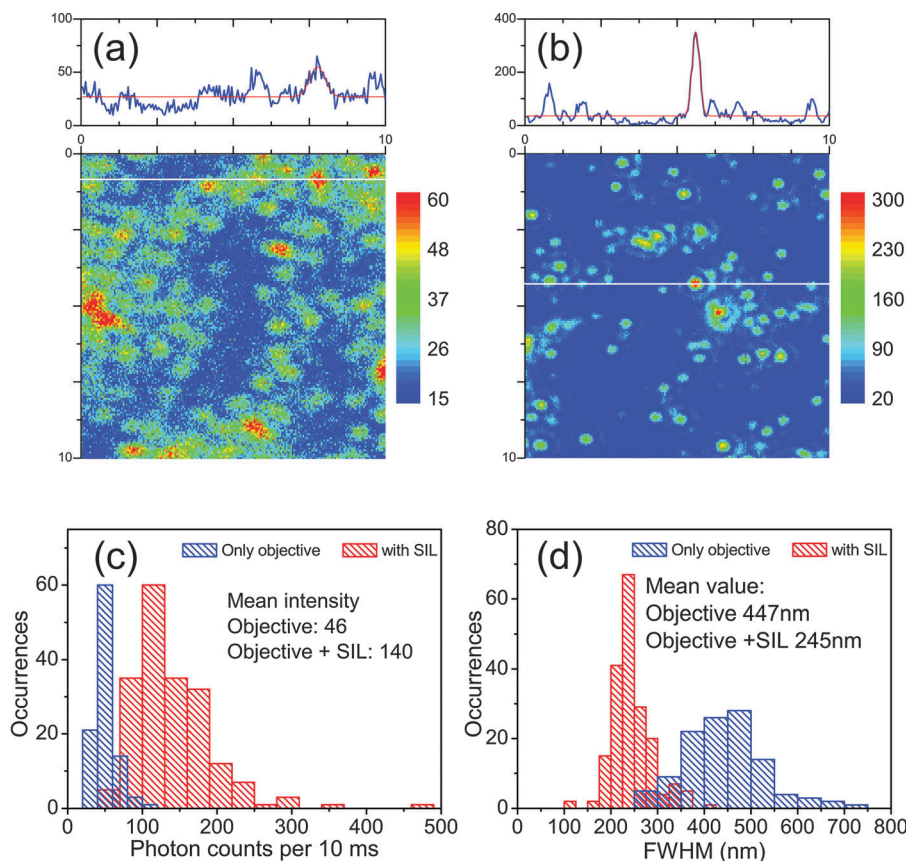 (a)
100
50
0
0
10
(b)
400
200
0
0
10
0
10
60
48
37
26
15
0
10
300
230
160
90
20
(c)
Only objective
with SIL
Mean intensity
Objective: 46
Objective + SIL: 140
Occurrences
60
40
20
0
0
100
200
300
400
500
Photon counts per 10 ms
(d)
Only objective
with SIL
Mean value:
Objective 447nm
Objective +SIL 245nm
Occurrences
80
60
40
20
0
0
100
200
300
400
500
600
700
800
FWHM (nm)